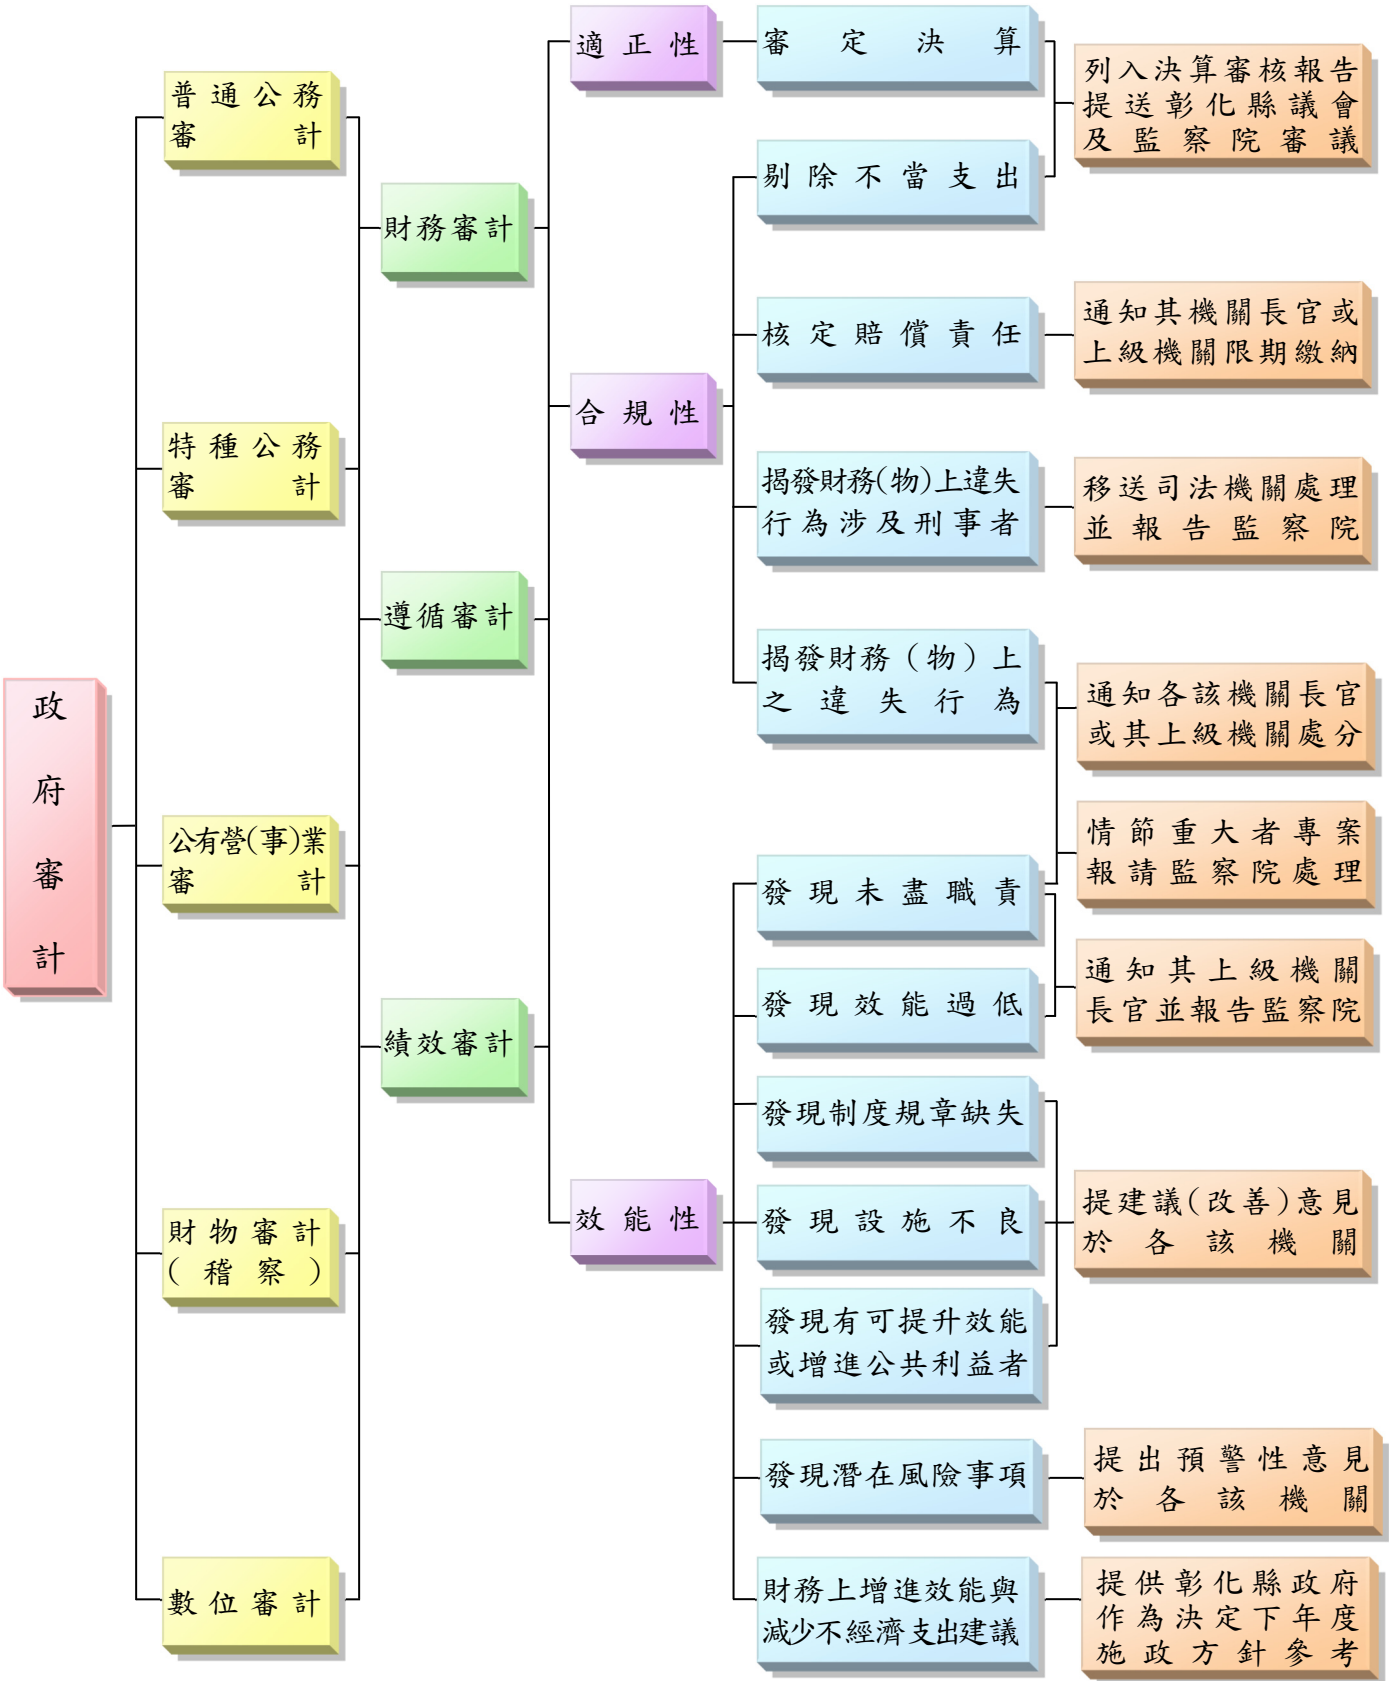 政府審計
普通公務
審計
特種公務
審計
公有營(事)業
審計
財物審計
(稽察)
數位審計
財務審計
遵循審計
績效審計
適正性
合規性
效能性
審定決算
剔除不當支出
核定賠償責任
揭發財務(物)上違失
行為涉及刑事者
揭發財務(物)上
之違失行為
發現未盡職責
發現效能過低
發現制度規章缺失
發現設施不良
發現有可提升效能
或增進公共利益者
發現潛在風險事項
財務上增進效能與
減少不經濟支出建議
列入決算審核報告
提送彰化縣議會
及監察院審議
通知其機關長官或
上級機關限期繳納
移送司法機關處理
並報告監察院
通知各該機關長官
或其上級機關處分
情節重大者專案
報請監察院處理
通知其上級機關
長官並報告監察院
提建議(改善)意見
於各該機關
提出預警性意見
於各該機關
提供彰化縣政府
作為決定下年度
施政方針參考